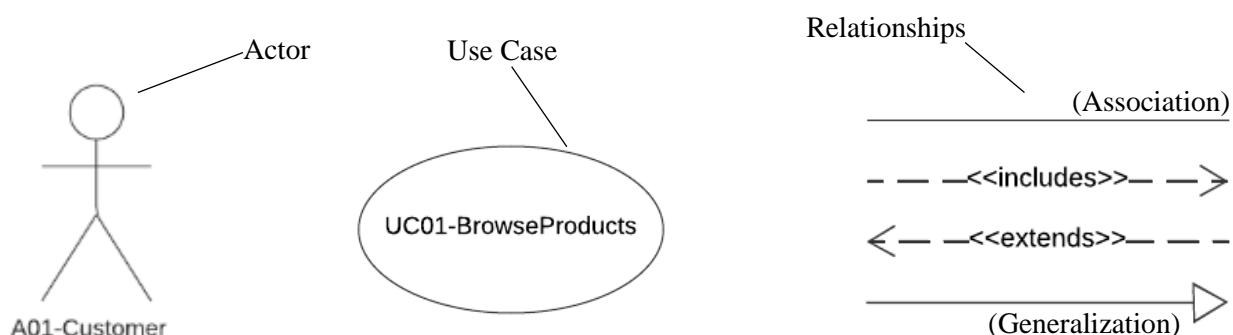 Actor
Use Case
Relationships
(Association)
<<includes>>
UC01-BrowseProducts
<<extends>>
(Generalization)
A01-Customer